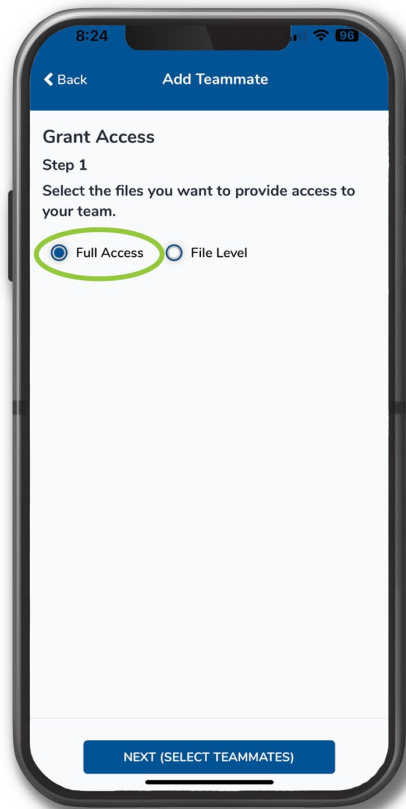 8:24
96
Back
Add Teammate
Grant Access
Step 1
Select the files you want to provide access to
your team.
Full Access
File Level
NEXT (SELECT TEAMMATES)